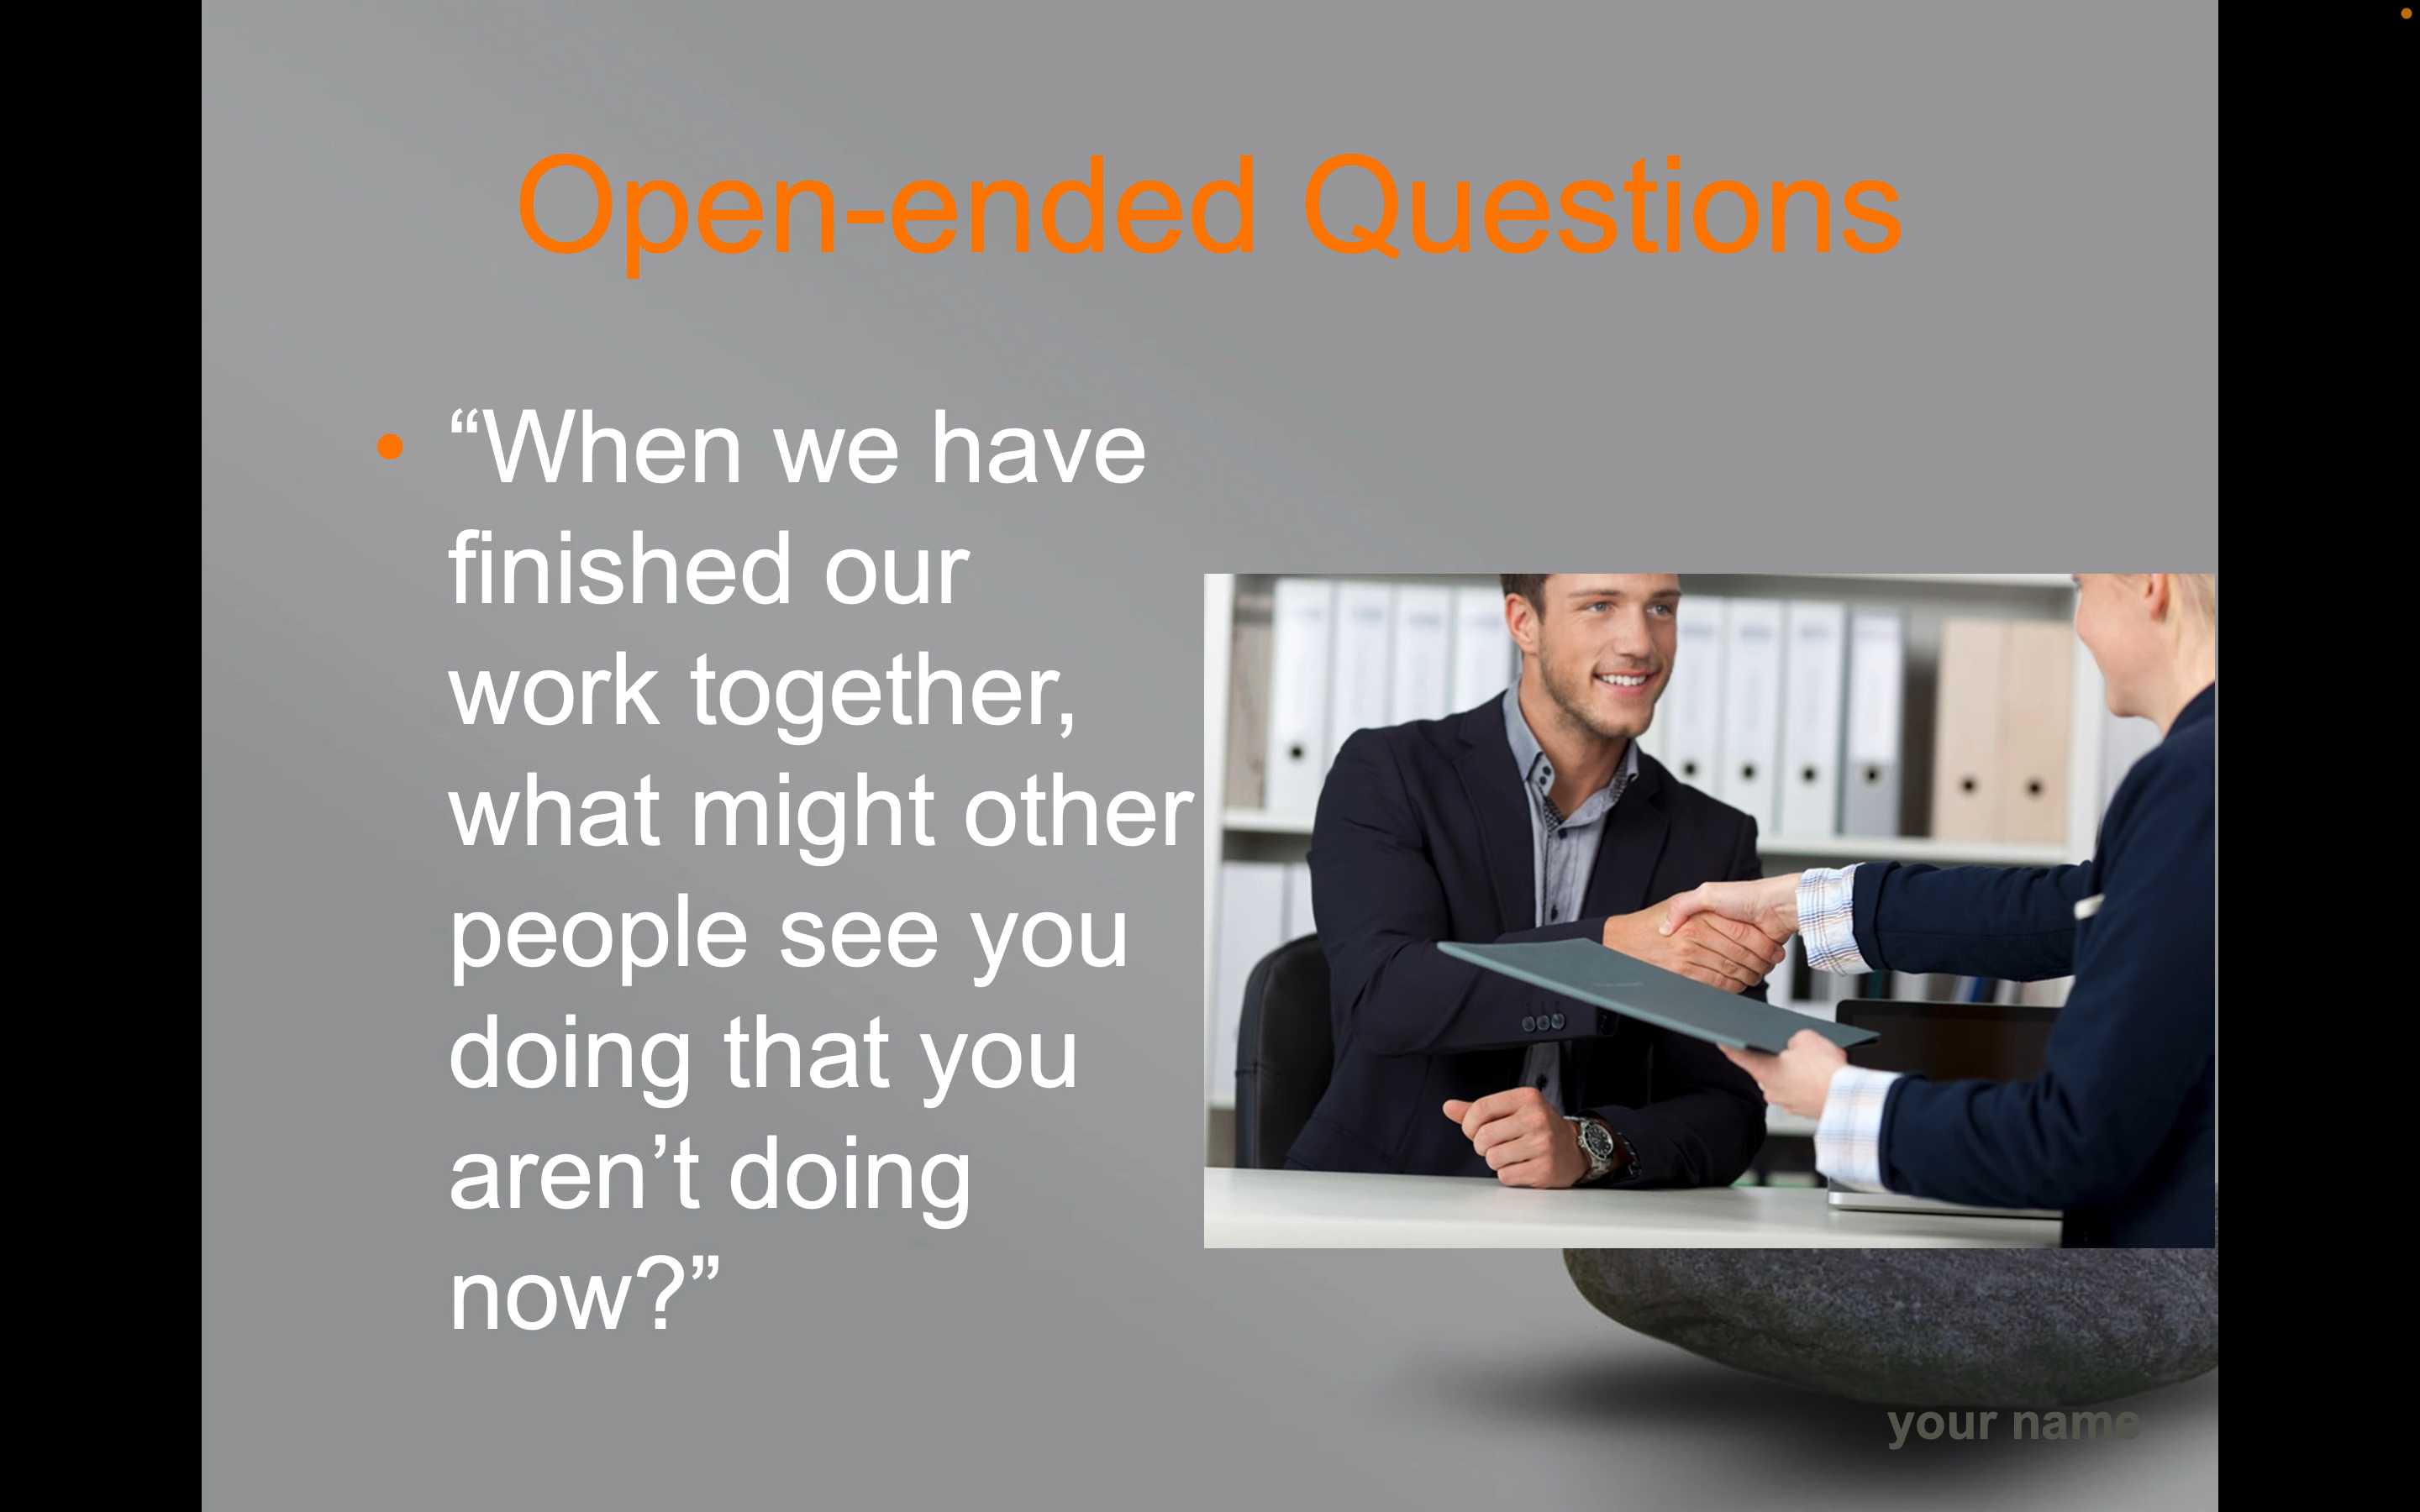 Open-ended Questions
• “When we have
finished our
work together,
what might other
people see you
doing that you
aren’t doing
now?”
your name